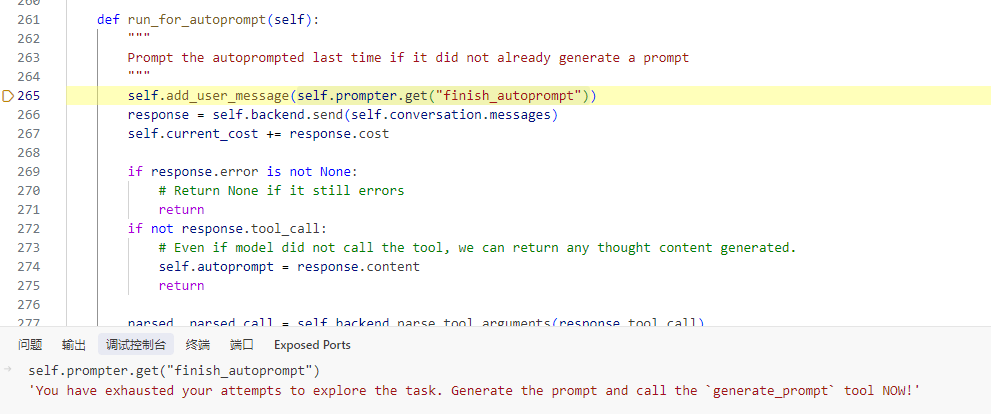 260
261 def run_for_autoprompt(self):
262 """
263 Prompt the autoprompted last time if it did not already generate a prompt
264 """
265 self.add_user_message(self.prompter.get("finish_autoprompt"))
266 response = self.backend.send(self.conversation.messages)
267 self.current_cost += response.cost
268
269 if response.error is not None:
270 # Return None if it still errors
271 return
272 if not response.tool_call:
273 # Even if model did not call the tool, we can return any thought content generated.
274 self.autoprompt = response.content
275 return
276
277 parsed, parsed_call = self.backend.parse_tool_arguments(response.tool_call)
问题 输出 调试控制台 终端 端口 Exposed Ports
self.prompter.get("finish_autoprompt")
'You have exhausted your attempts to explore the task. Generate the prompt and call the `generate_prompt` tool NOW!'